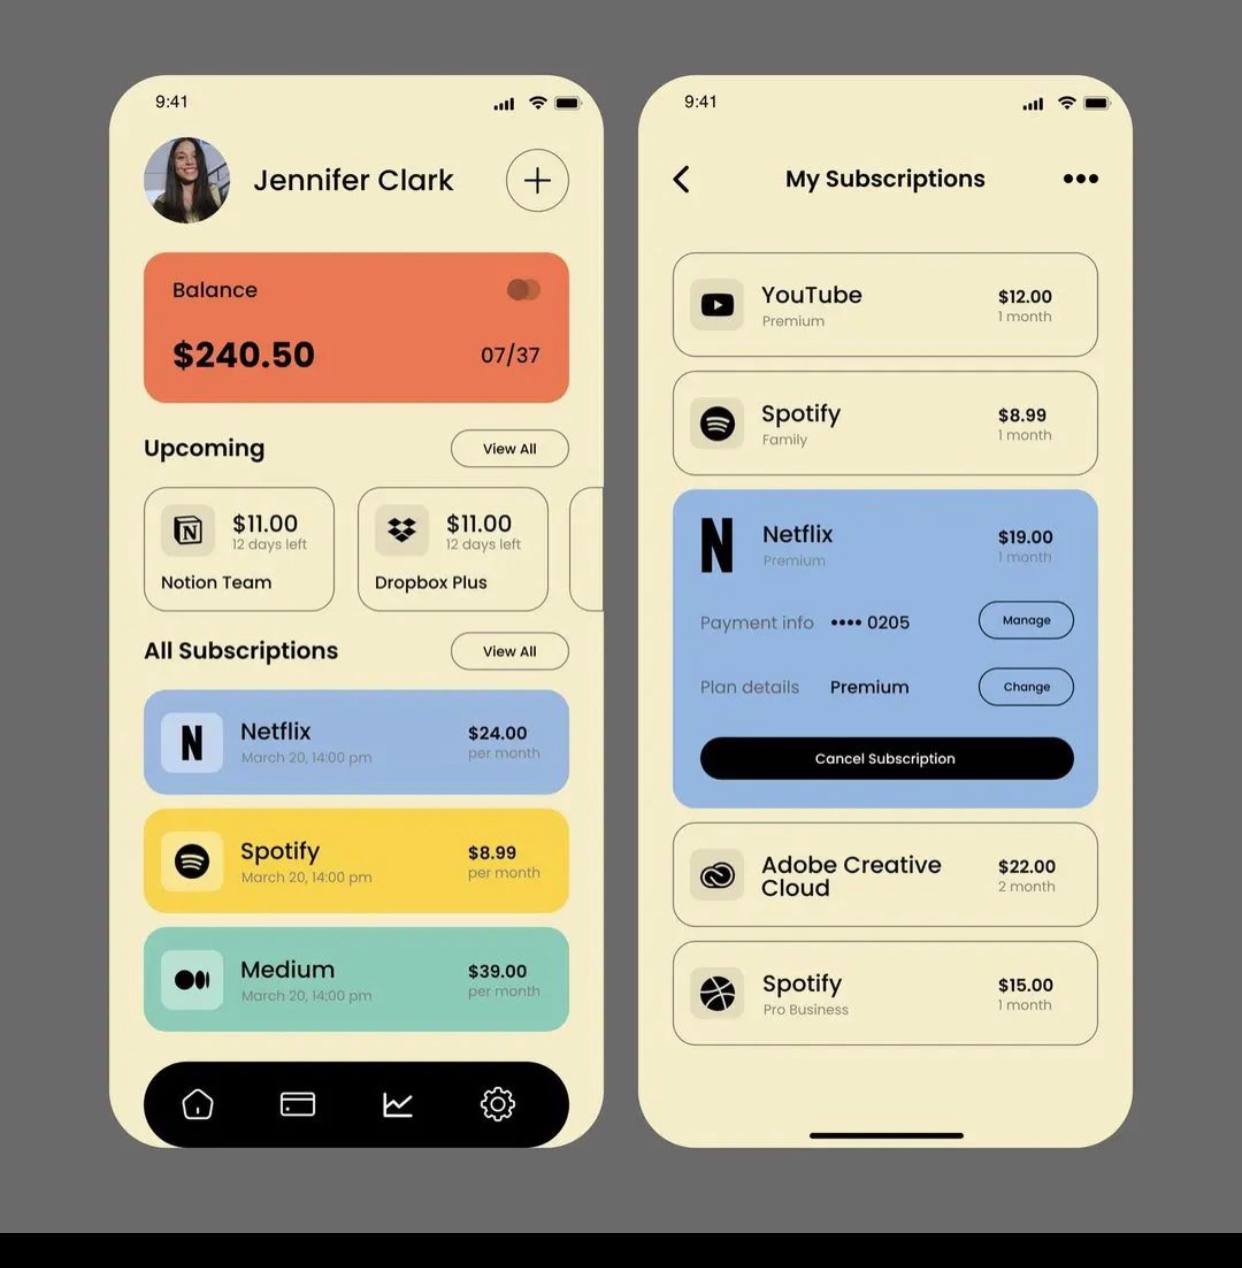 9:41
Jennifer Clark
Balance
$240.50
07/37
Upcoming
View All
$11.00
12 days left
Notion Team
$11.00
12 days left
Dropbox Plus
All Subscriptions
View All
Netflix
March 20, 14:00 pm
$24.00
per month
Spotify
March 20, 14:00 pm
$8.99
per month
Medium
March 20, 14:00 pm
$39.00
per month
9:41
My Subscriptions
YouTube
Premium
$12.00
1 month
Spotify
Family
$8.99
1 month
N
Netflix
Premium
$19.00
1 month
Payment info
•••• 0205
Manage
Plan details
Premium
Change
Cancel Subscription
Adobe Creative
Cloud
$22.00
2 month
Spotify
Pro Business
$15.00
1 month